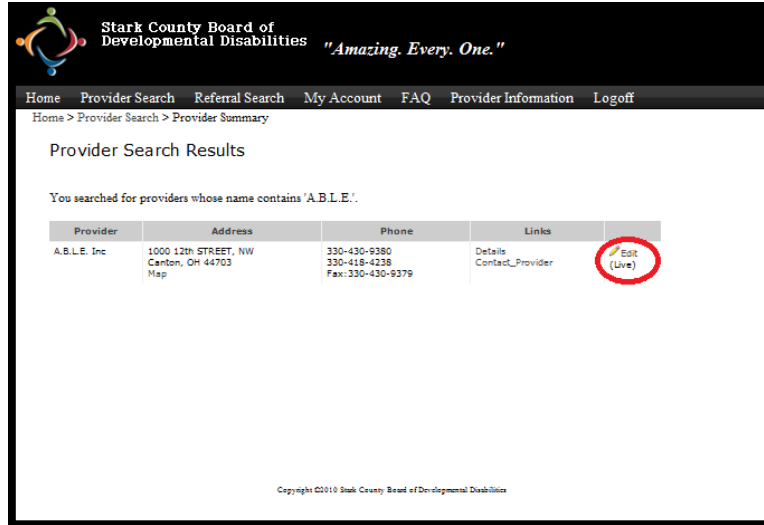 Stark County Board of
Developmental Disabilities
"Amazing. Every. One."
Home Provider Search Referral Search My Account FAQ Provider Information Logoff
Home > Provider Search > Provider Summary
Provider Search Results
You searched for providers whose name contains 'A.B.L.E.'.
Provider Address Phone Links
A.B.L.E. Inc 1000 12th STREET, NW 330-430-9380 Details Edit
Canton, OH 44703 330-418-4238 Contact_Provider (Live)
Map Fax:330-430-9379
Copyright ©2010 Stark County Board of Developmental Disabilities